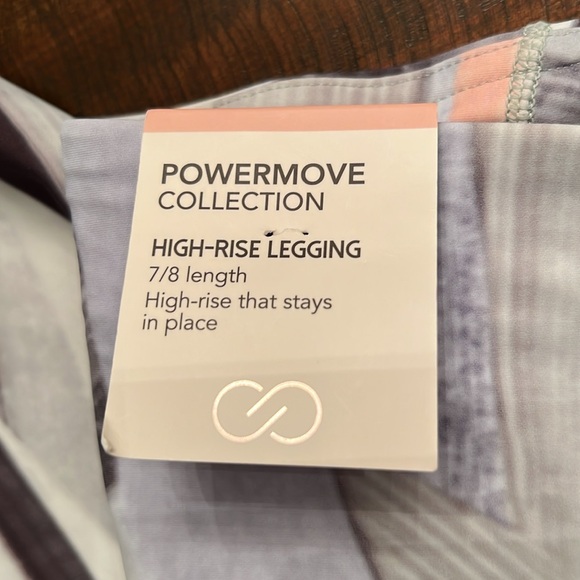 POWERMOVE
COLLECTION
HIGH-RISE LEGGING
7/8 length
High-rise that stays
in place